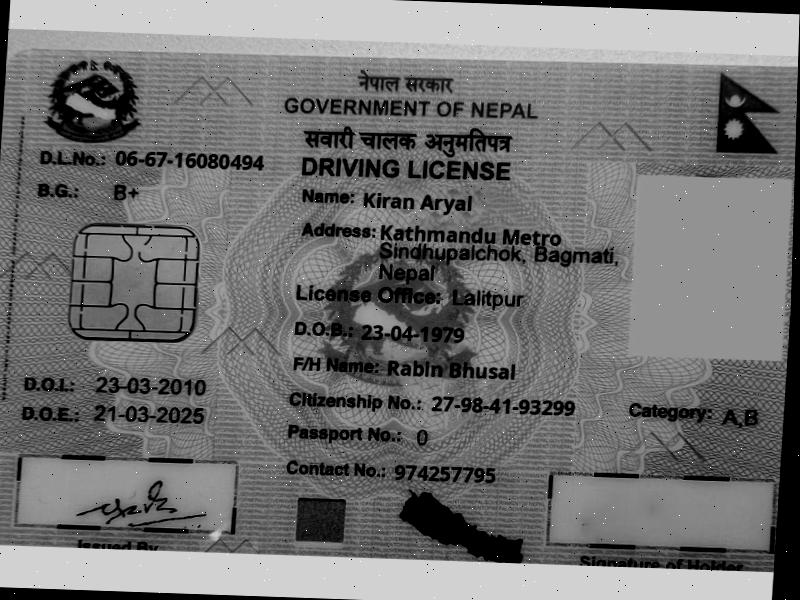 नेपाल सरकार
GOVERNMENT OF NEPAL
सवारी चालक अनुमतिपत्र
DRIVING LICENSE
D.L.No.: 06-67-16080494
B.G.: B+
Name: Kiran Aryal
Address: Kathmandu Metro
Sindhupalchok, Bagmati,
Nepal
License Office: Lalitpur
D.O.B.: 23-04-1979
F/H Name: Rabin Bhusal
D.O.I.: 23-03-2010
D.O.E.: 21-03-2025
Citizenship No.: 27-98-41-93299
Category: A,B
Passport No.: 0
Contact No.: 974257795
Issued By
Signature of Holder